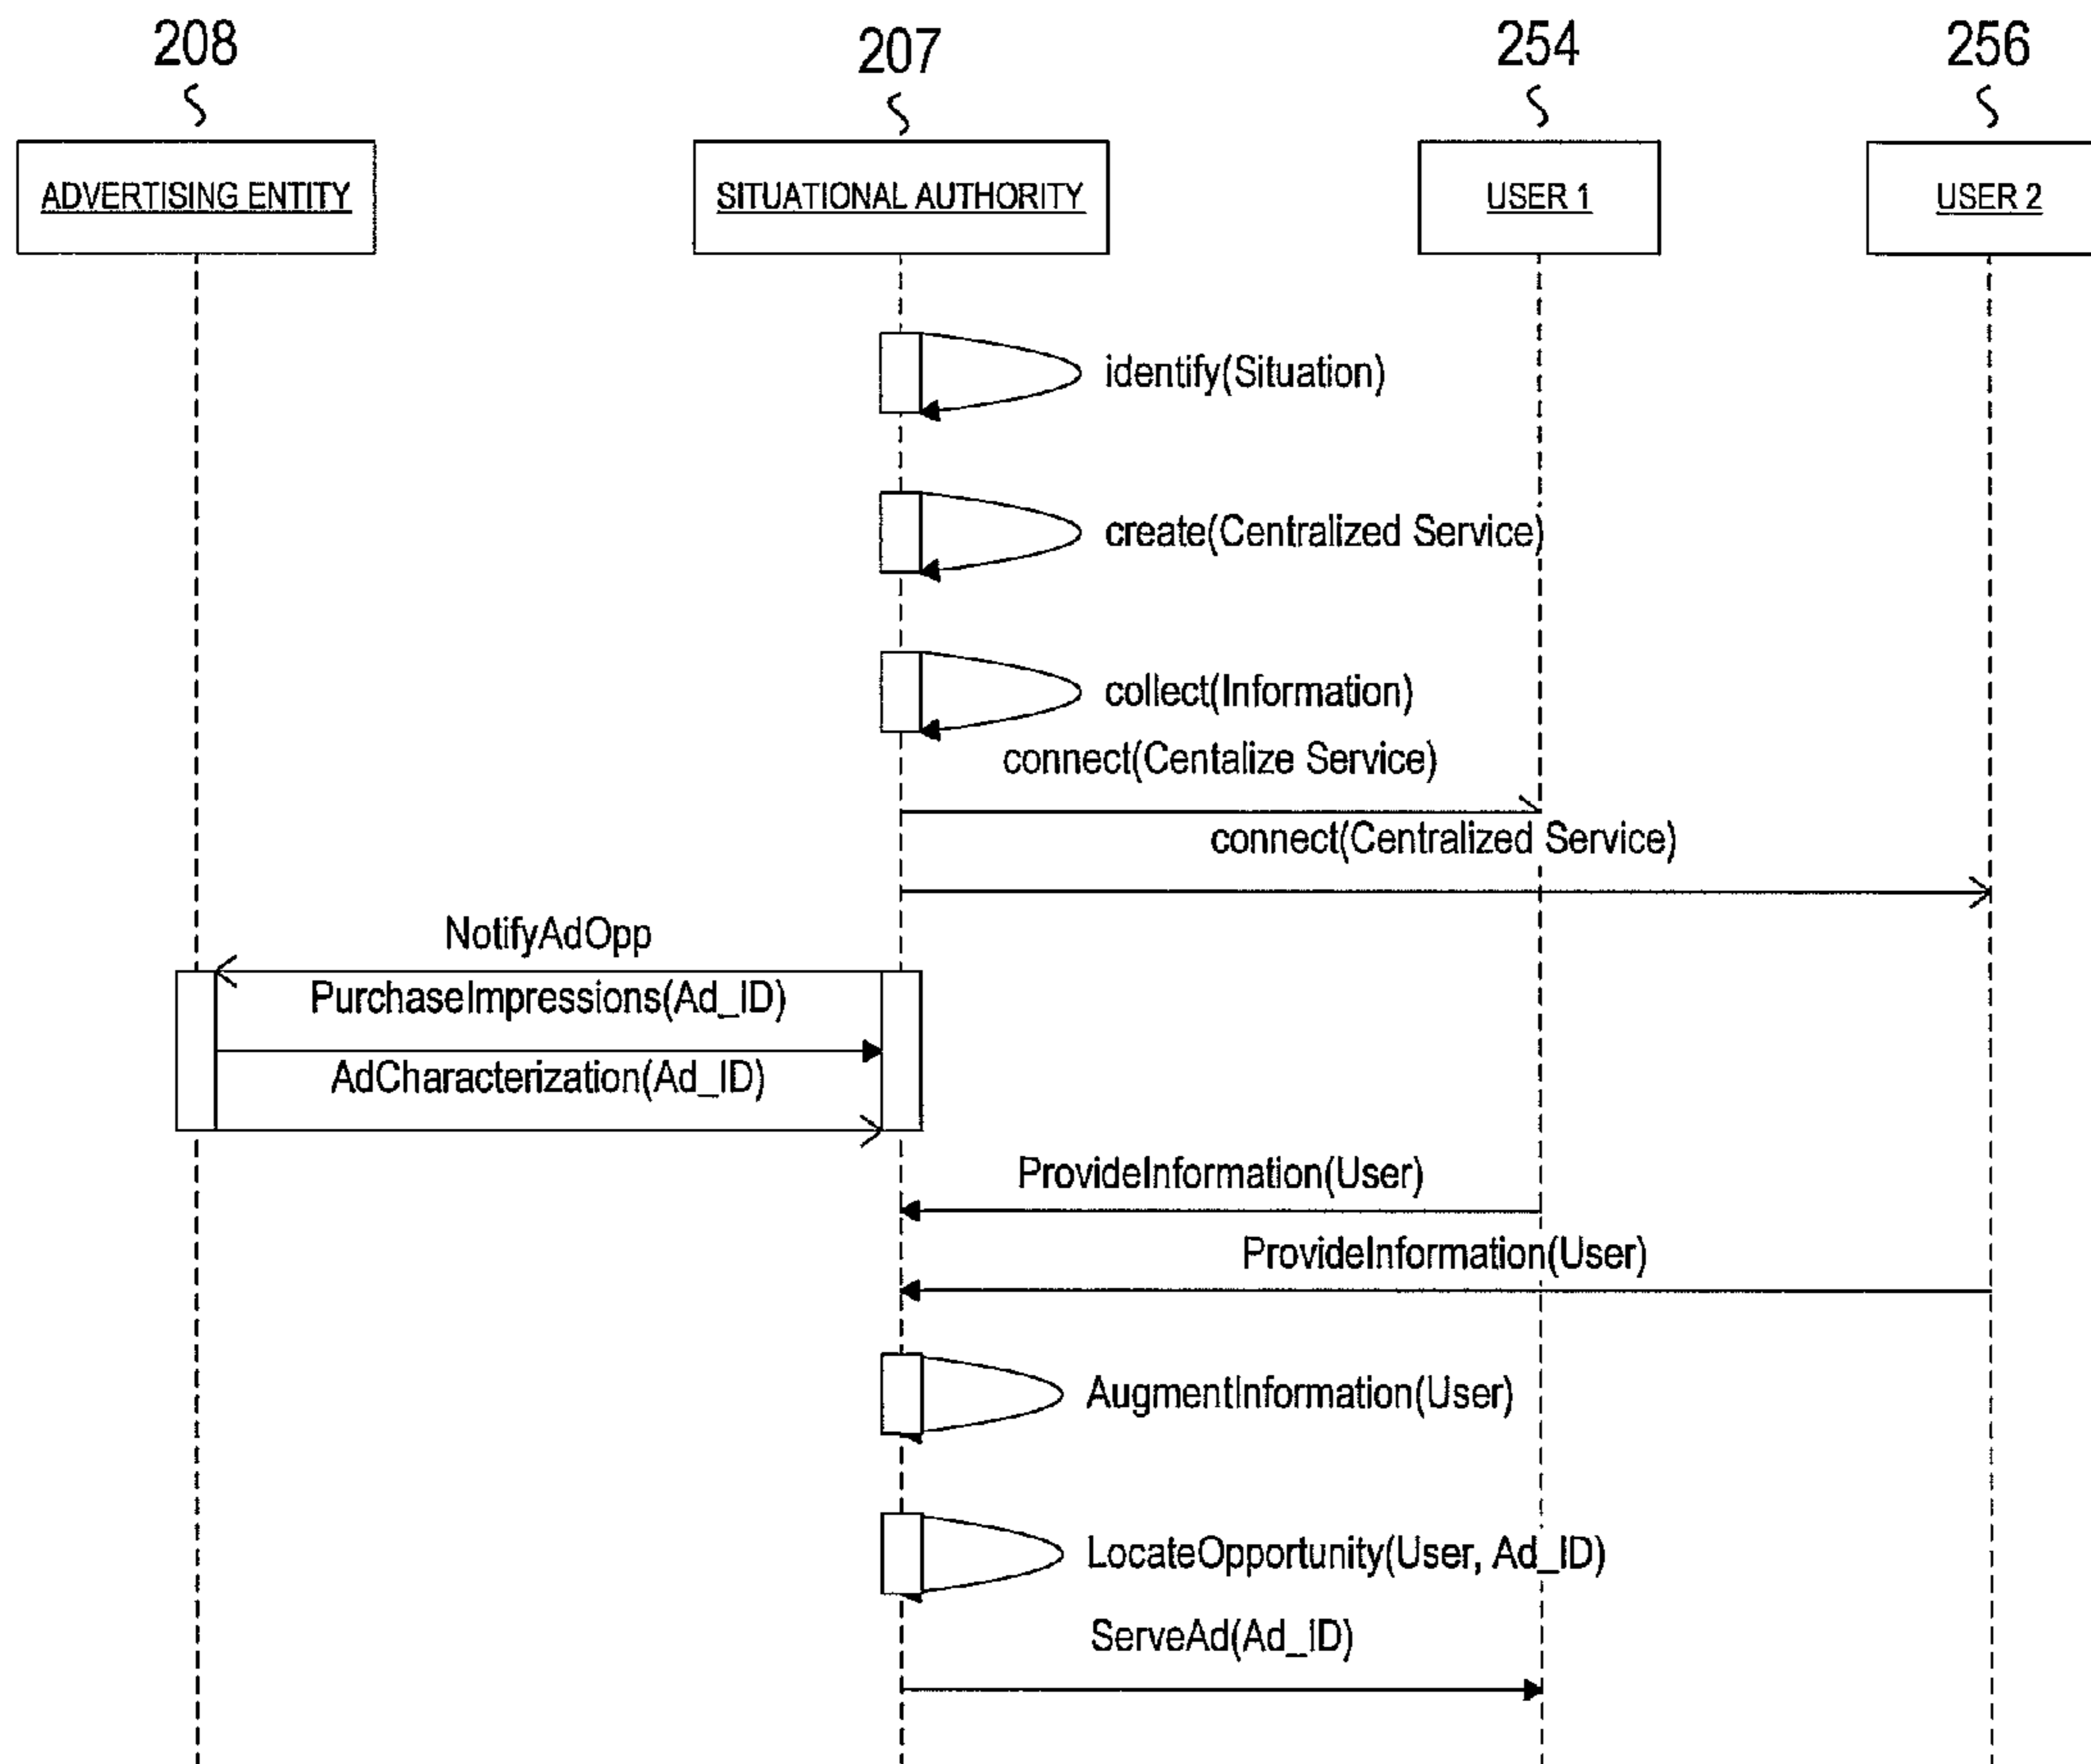 208
207
254
256
ADVERTISING ENTITY
SITUATIONAL AUTHORITY
USER 1
USER 2
identify(Situation)
create(Centralized Service)
collect(Information)
connect(Centalize Service)
connect(Centralized Service)
NotifyAdOpp
PurchaseImpressions(Ad_ID)
AdCharacterization(Ad_ID)
ProvideInformation(User)
ProvideInformation(User)
AugmentInformation(User)
LocateOpportunity(User, Ad_ID)
ServeAd(Ad_ID)